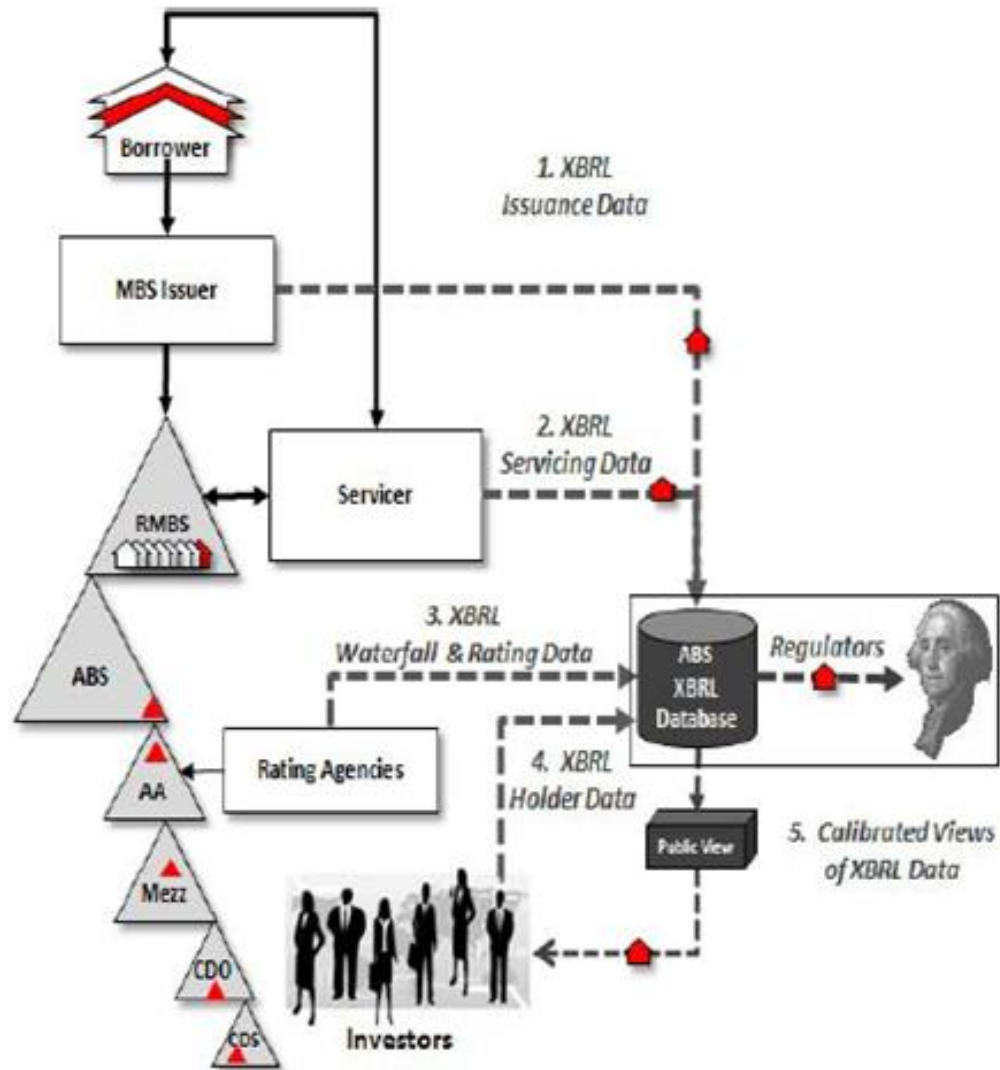 Borrower
1. XBRL
Issuance Data
MBS Issuer
2. XBRL
Servicing Data
Servicer
RMBS
3. XBRL
Waterfall & Rating Data
ABS
XBRL
Database
Regulators
ABS
Rating Agencies
4. XBRL
Holder Data
AA
Public View
5. Calibrated Views
of XBRL Data
Mezz
CDO
CDS
Investors